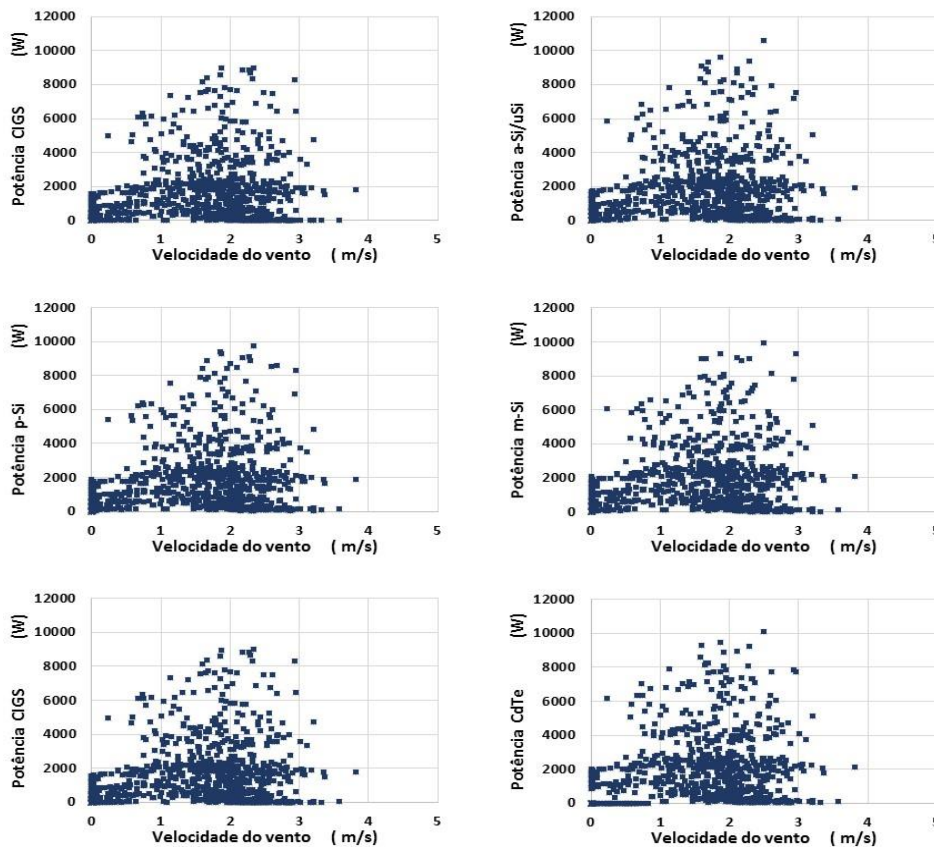 12000 (W)
10000
8000
6000
4000
2000
0
Potência CIGS
0 1 2 3 4 5
Velocidade do vento ( m/s)
12000 (W)
10000
8000
6000
4000
2000
0
Potência a-Si/uSi
0 1 2 3 4 5
Velocidade do vento ( m/s)
12000 (W)
10000
8000
6000
4000
2000
0
Potência p-Si
0 1 2 3 4 5
Velocidade do vento ( m/s)
12000 (W)
10000
8000
6000
4000
2000
0
Potência m-Si
0 1 2 3 4 5
Velocidade do vento ( m/s)
12000 (W)
10000
8000
6000
4000
2000
0
Potência CIGS
0 1 2 3 4 5
Velocidade do vento ( m/s)
12000 (W)
10000
8000
6000
4000
2000
0
Potência CdTe
0 1 2 3 4 5
Velocidade do vento ( m/s)